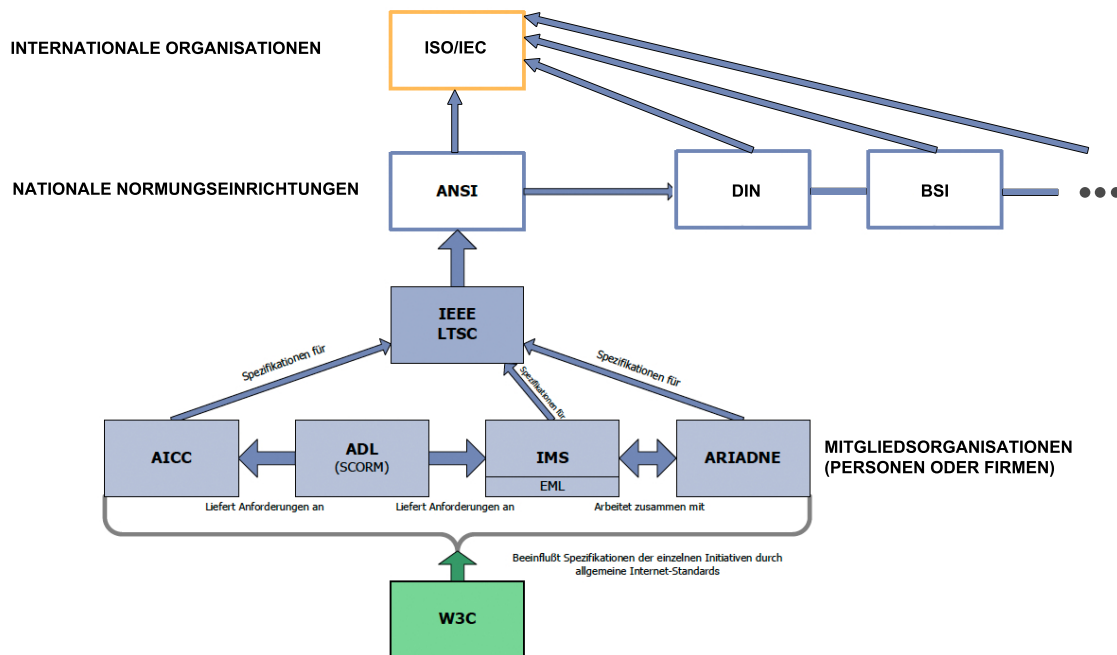 INTERNATIONALE ORGANISATIONEN
ISO/IEC
NATIONALE NORMUNGSEINRICHTUNGEN
ANSI
DIN
BSI
IEEE
LTSC
Spezifikationen für
Spezifikationen für
Spezifikationen für
AICC
ADL
(SCORM)
IMS
EML
ARIADNE
MITGLIEDSORGANISATIONEN
(PERSONEN ODER FIRMEN)
Liefert Anforderungen an
Liefert Anforderungen an
Arbeitet zusammen mit
Beeinflußt Spezifikationen der einzelnen Initiativen durch
allgemeine Internet-Standards
W3C